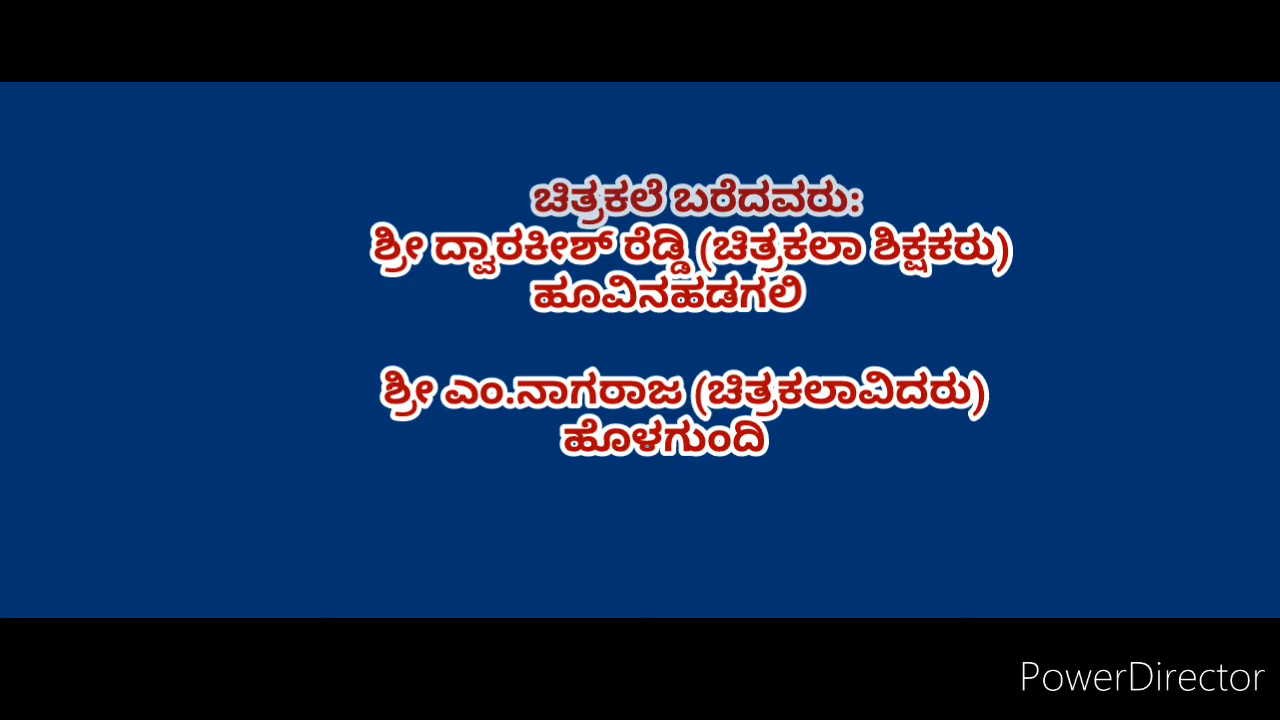 ಚಿತ್ರಕಲೆ ಬರೆದವರು:
ಶ್ರೀ ದ್ವಾರಕೀಶ್ ರೆಡ್ಡಿ (ಚಿತ್ರಕಲಾ ಶಿಕ್ಷಕರು)
ಹೂವಿನಹಡಗಲಿ
ಶ್ರೀ ಎಂ.ನಾಗರಾಜ (ಚಿತ್ರಕಲಾವಿದರು)
ಹೊಳಗುಂದಿ
PowerDirector